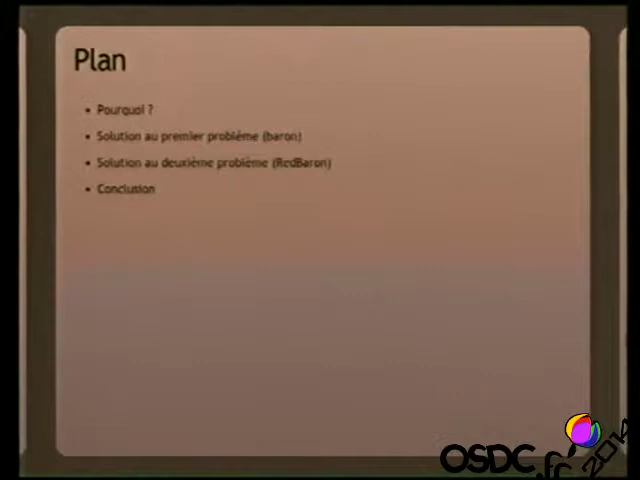 Plan
• Pourquoi ?
• Solution au premier problème (baron)
• Solution au deuxième problème (RedBaron)
• Conclusion
OSDC.fr 2014